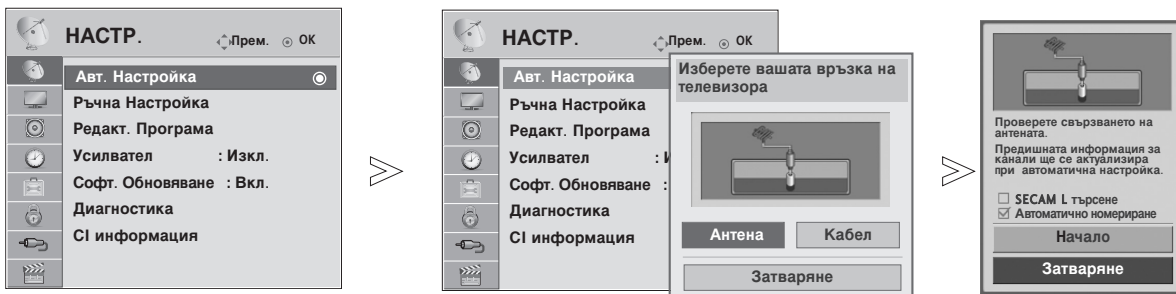 НАСТР.
Прем. OK
Авт. Настройка
Ръчна Настройка
Редакт. Програма
Усилвател : Изкл.
Софт. Обновяване : Вкл.
Диагностика
CI информация
НАСТР.
Прем. OK
Авт. Настройка
Ръчна Настройка
Редакт. Програма
Усилвател :
Софт. Обновяване :
Диагностика
CI информация
Изберете вашата връзка на
телевизора
Антена Кабел
Затваряне
Проверете свързването на
антената.
Предишната информация за
канали ще се актуализира
при автоматична настройка.
SECAM L търсене
Автоматично номериране
Начало
Затваряне